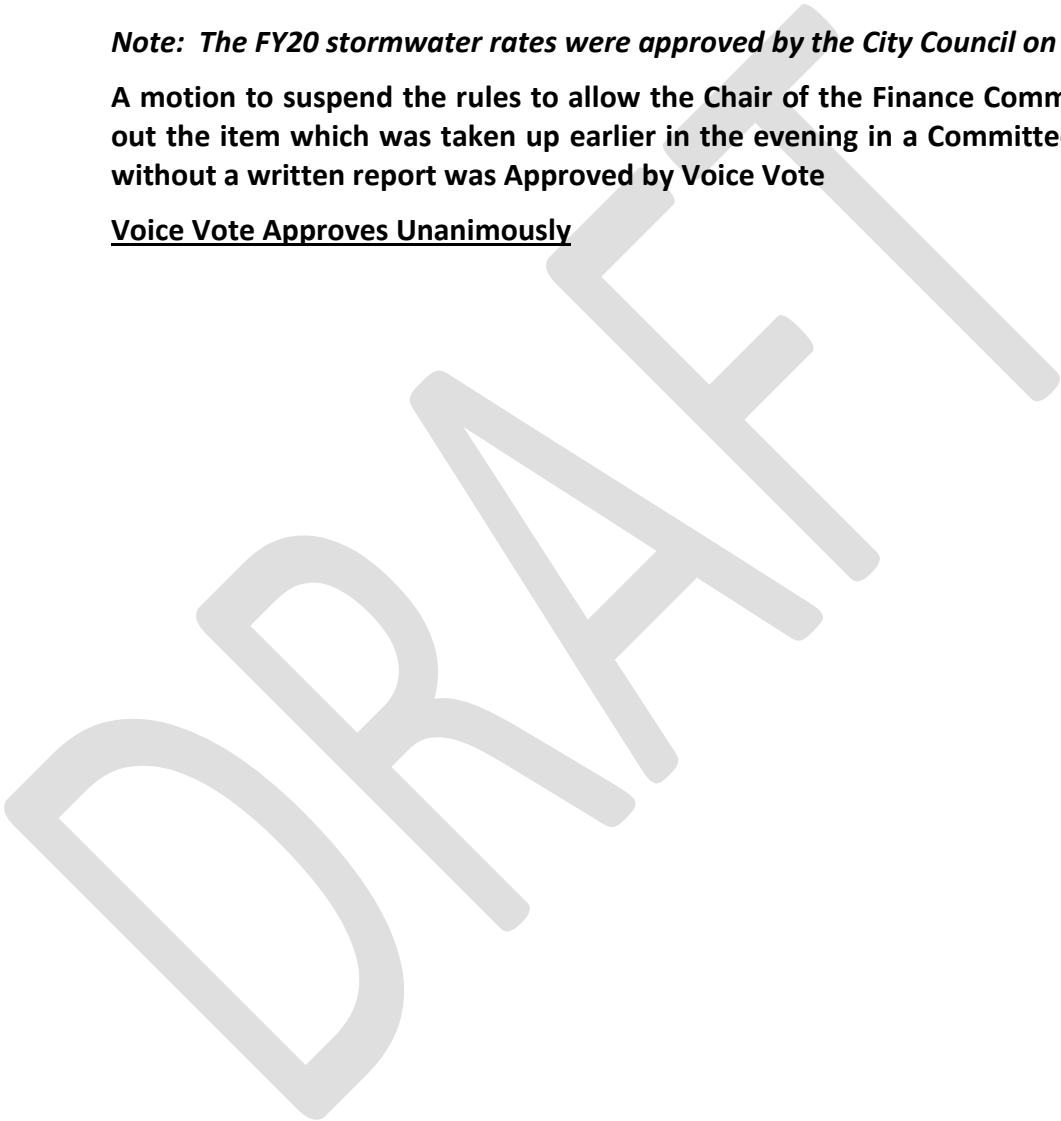 Note: The FY20 stormwater rates were approved by the City Council on
A motion to suspend the rules to allow the Chair of the Finance
out the item which was taken up earlier in the evening in a
without a written report was Approved by Voice Vote
Voice Vote Approves Unanimously
DRAFT